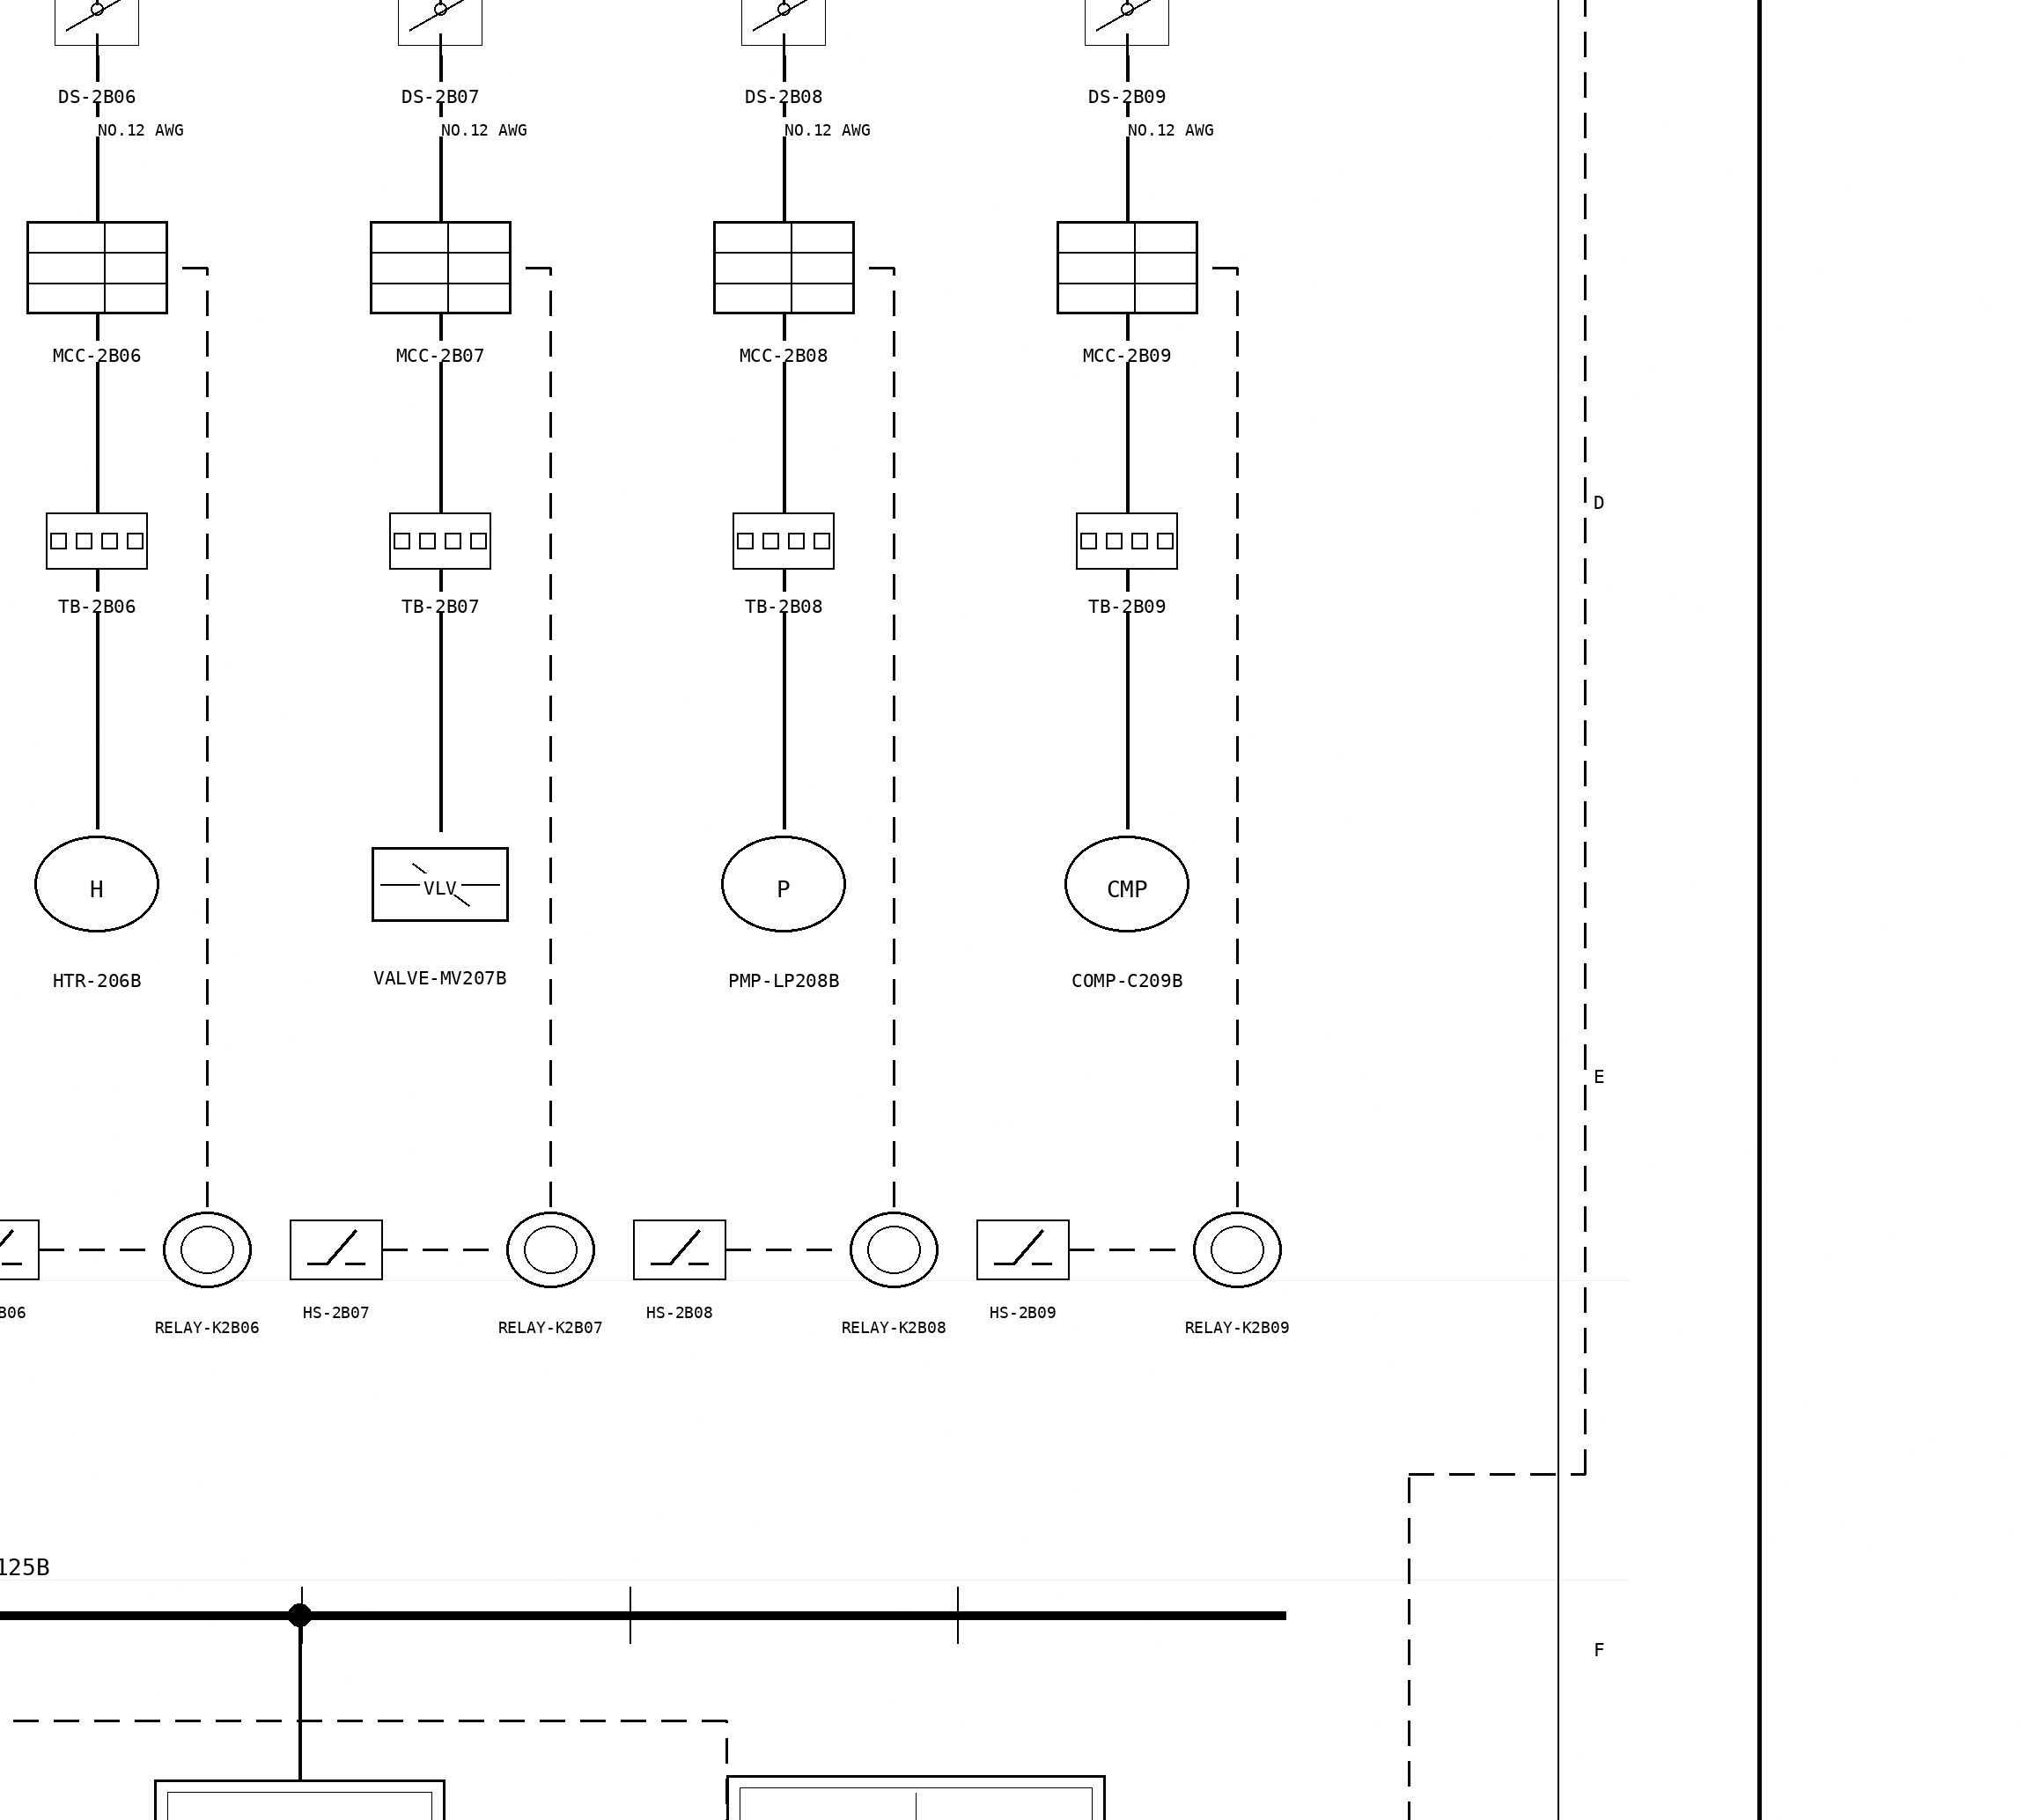 DS-2B06 DS-2B07 DS-2B08 DS-2B09
NO.12 AWG NO.12 AWG NO.12 AWG NO.12 AWG
MCC-2B06 MCC-2B07 MCC-2B08 MCC-2B09
D
TB-2B06 TB-2B07 TB-2B08 TB-2B09
H VLV P CMP
HTR-206B VALVE-MV207B PMP-LP208B COMP-C209B
E
B06 HS-2B07 HS-2B08 HS-2B09
RELAY-K2B06 RELAY-K2B07 RELAY-K2B08 RELAY-K2B09
125B
F